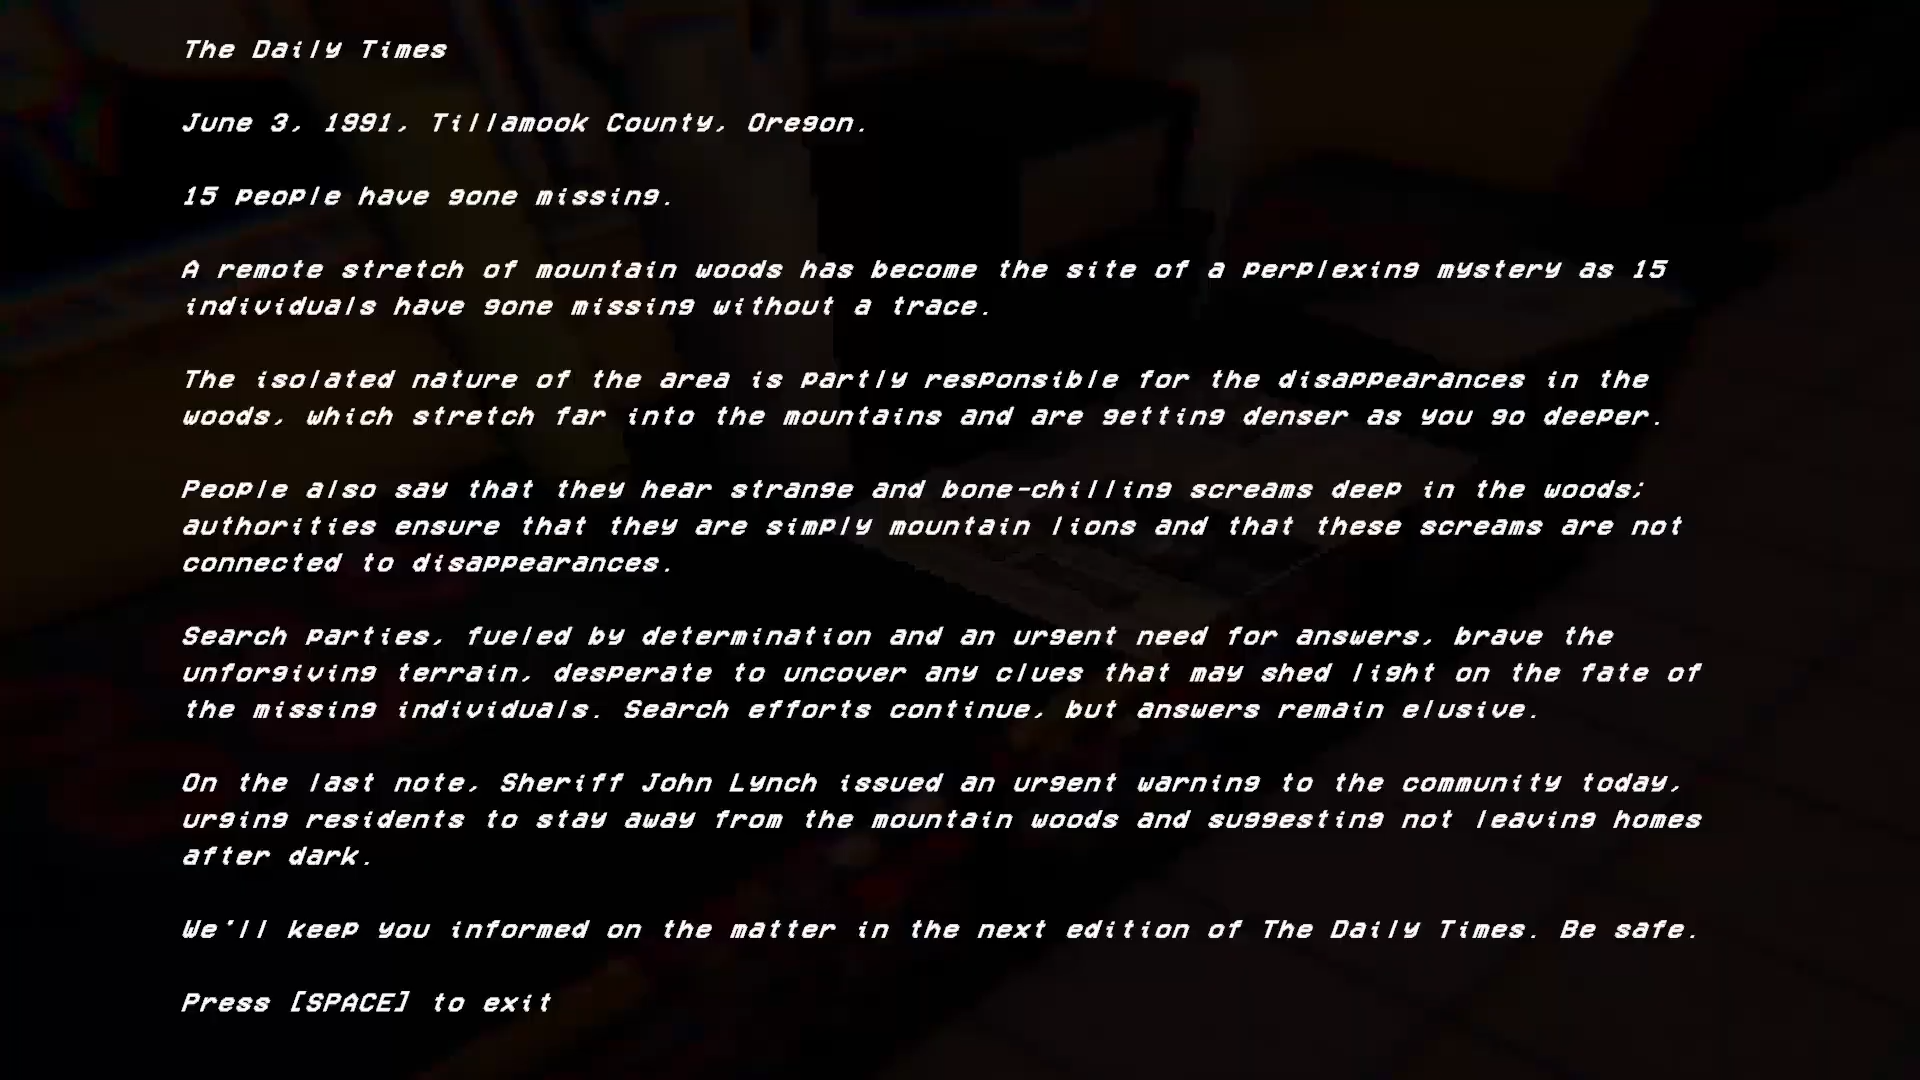 The Daily Times
June 3, 1991, Tillamook County, Oregon.
15 people have gone missing.
A remote stretch of mountain woods has become the site of a perplexing mystery as 15
individuals have gone missing without a trace.
The isolated nature of the area is partly responsible for the disappearances in the
woods, which stretch far into the mountains and are getting denser as you go deeper.
People also say that they hear strange and bone-chilling screams deep in the woods;
authorities ensure that they are simply mountain lions and that these screams are not
connected to disappearances.
Search parties, fueled by determination and an urgent need for answers, brave the
unforgiving terrain, desperate to uncover any clues that may shed light on the fate of
the missing individuals. Search efforts continue, but answers remain elusive.
On the last note, Sheriff John Lynch issued an urgent warning to the community today,
urging residents to stay away from the mountain woods and suggesting not leaving homes
after dark.
We'll keep you informed on the matter in the next edition of The Daily Times. Be safe.
Press [SPACE] to exit